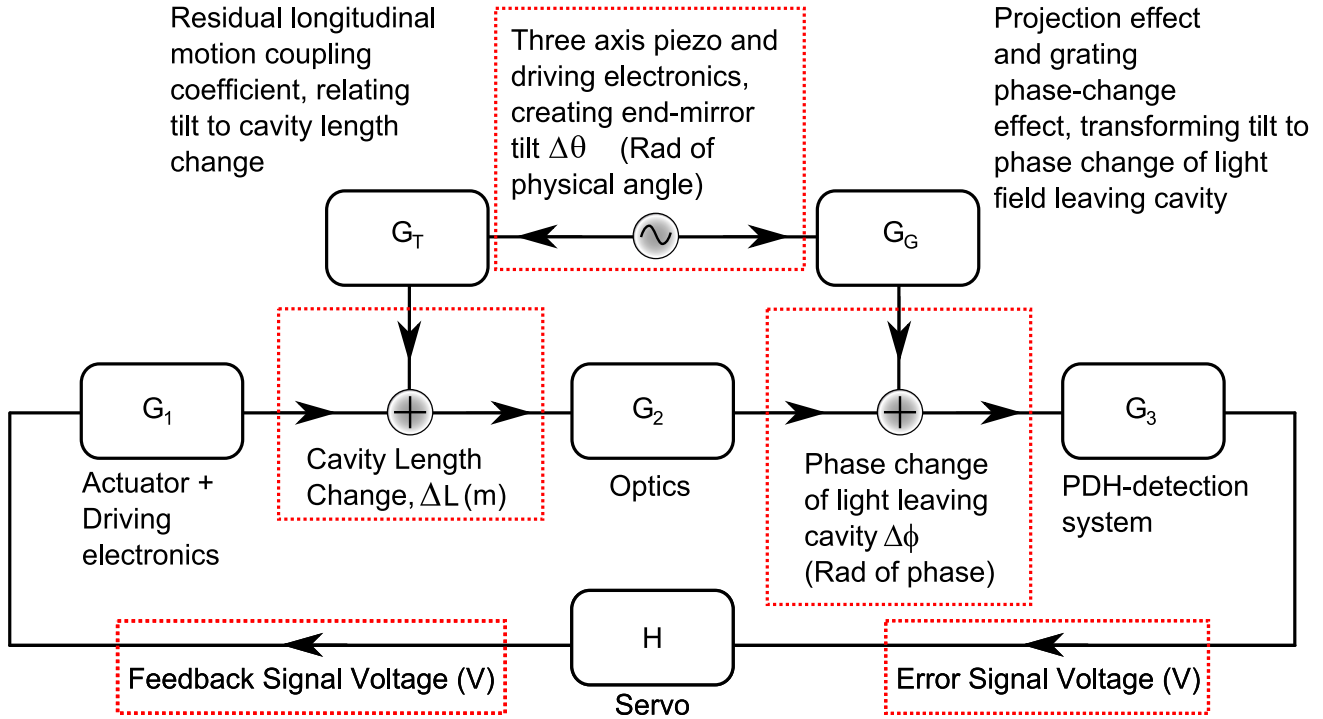 Residual longitudinal
motion coupling
coefficient, relating
tilt to cavity length
change
Three axis piezo and
driving electronics,
creating end-mirror
tilt Δθ (Rad of
physical angle)
Projection effect
and grating
phase-change
effect, transforming tilt to
phase change of light
field leaving cavity
G_T
G_G
G_1
Actuator +
Driving
electronics
Cavity Length
Change, ΔL (m)
G_2
Optics
Phase change
of light leaving
cavity Δϕ
(Rad of phase)
G_3
PDH-detection
system
Feedback Signal Voltage (V)
H
Servo
Error Signal Voltage (V)